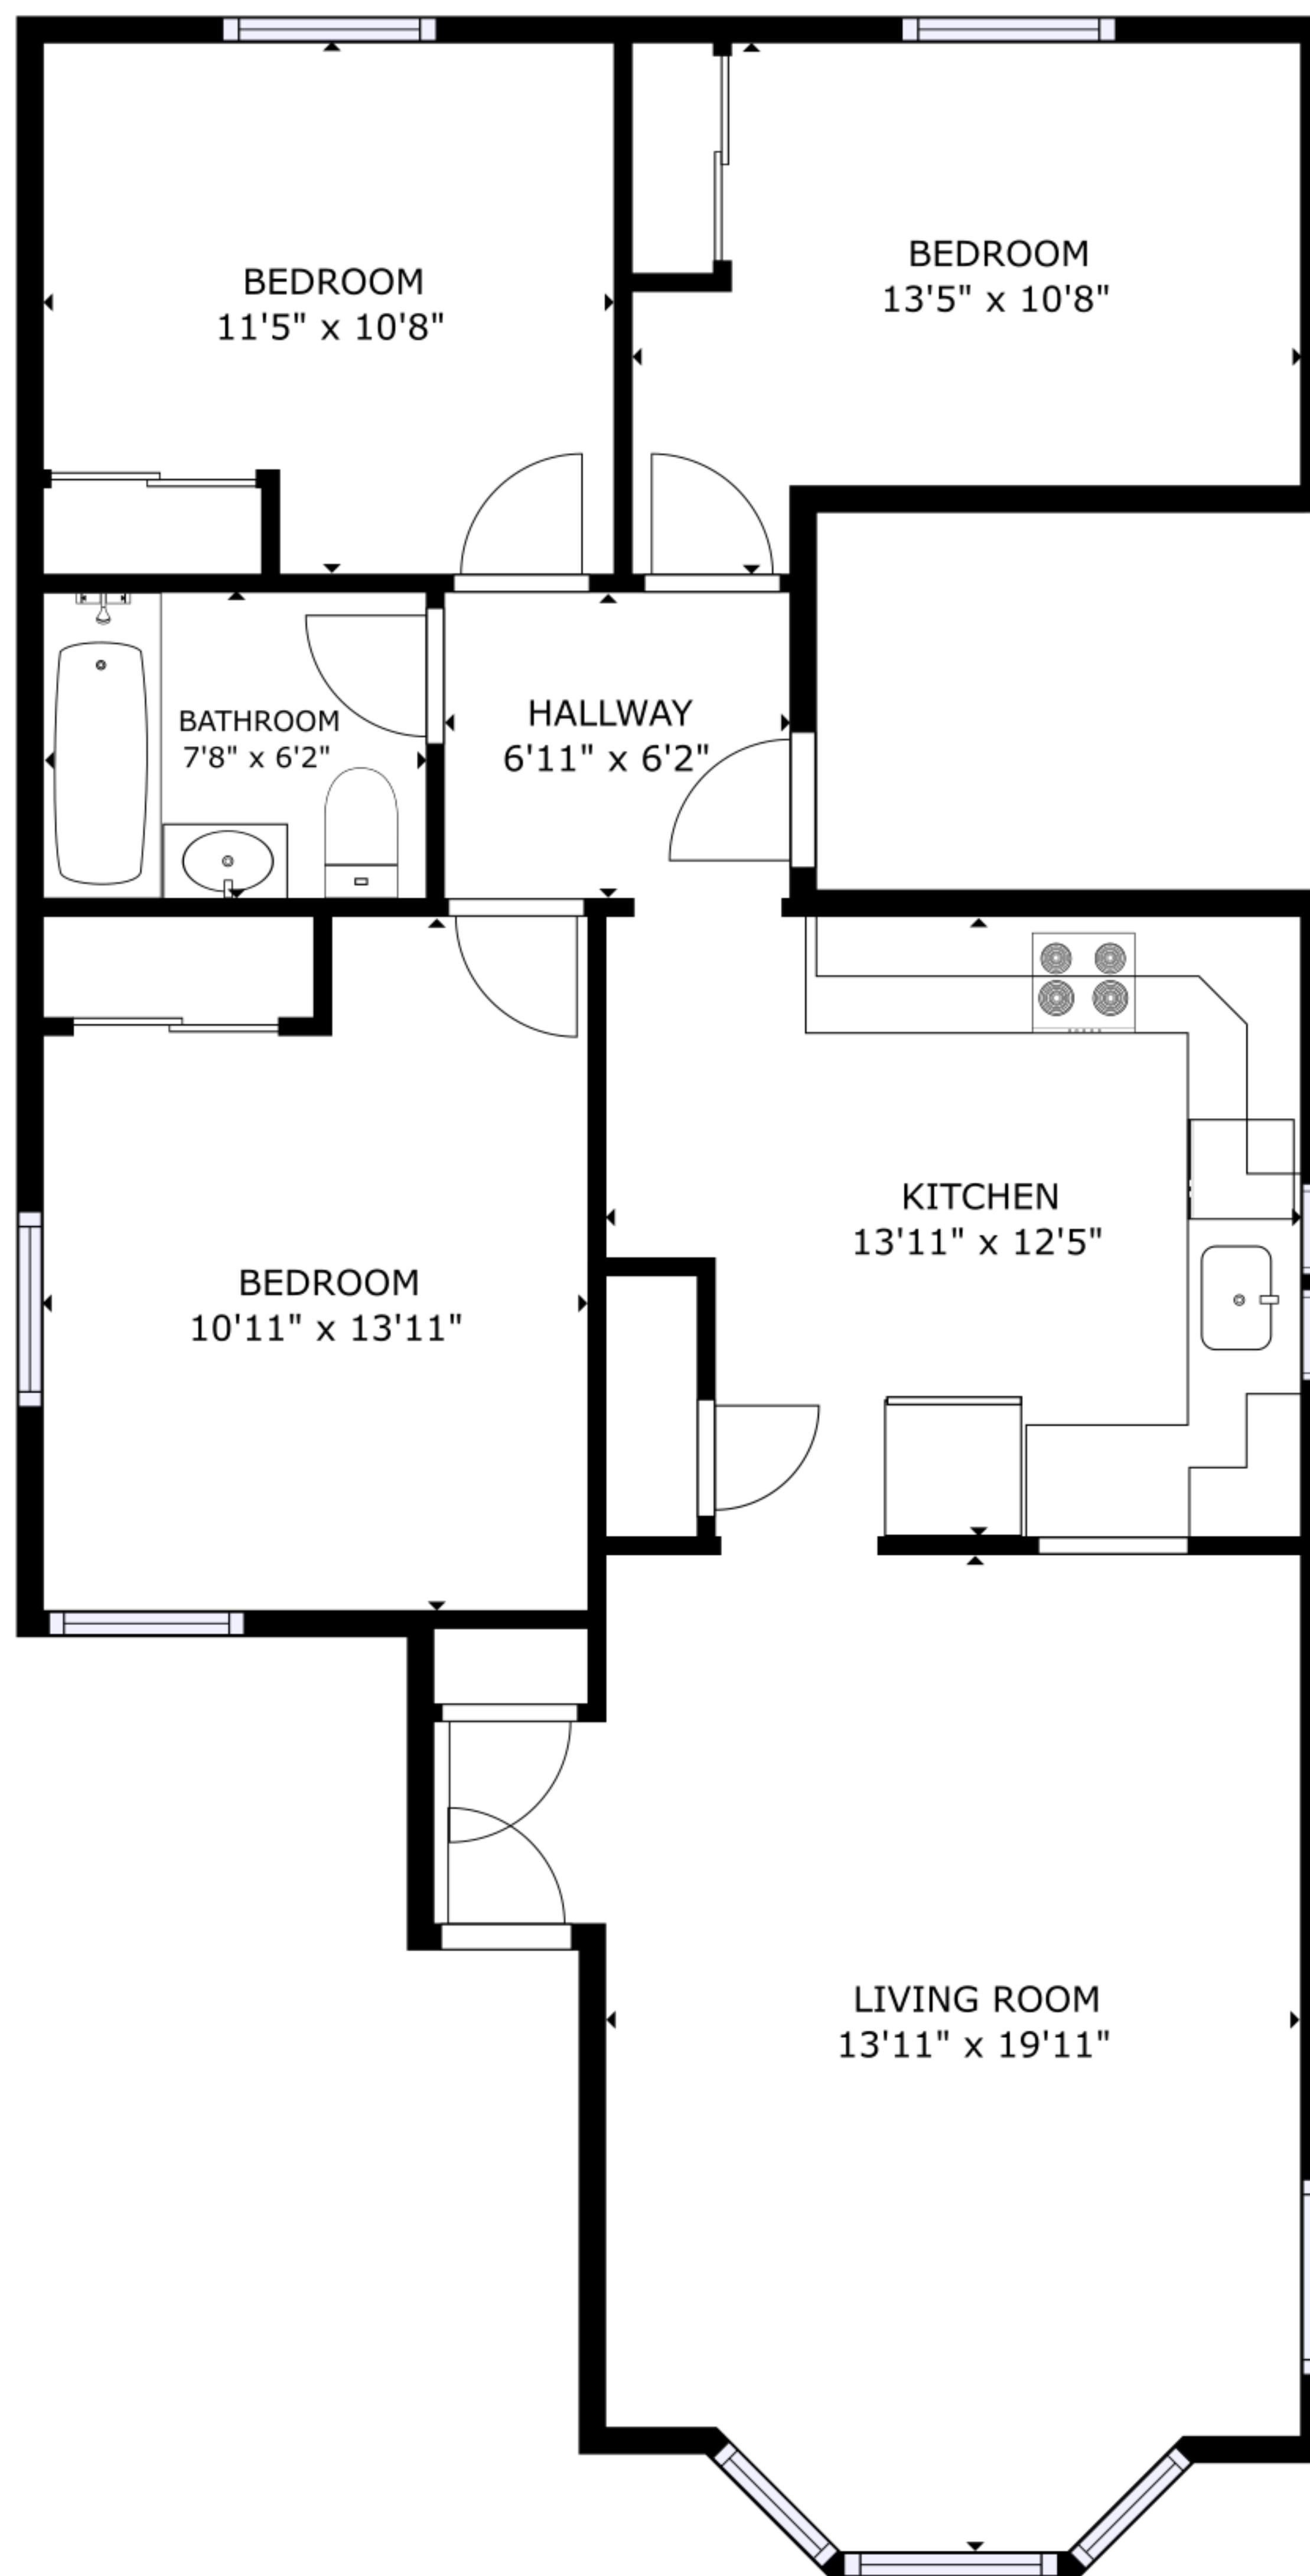 BEDROOM
11'5" x 10'8"
BEDROOM
13'5" x 10'8"
BATHROOM
7'8" x 6'2"
HALLWAY
6'11" x 6'2"
KITCHEN
13'11" x 12'5"
BEDROOM
10'11" x 13'11"
LIVING ROOM
13'11" x 19'11"